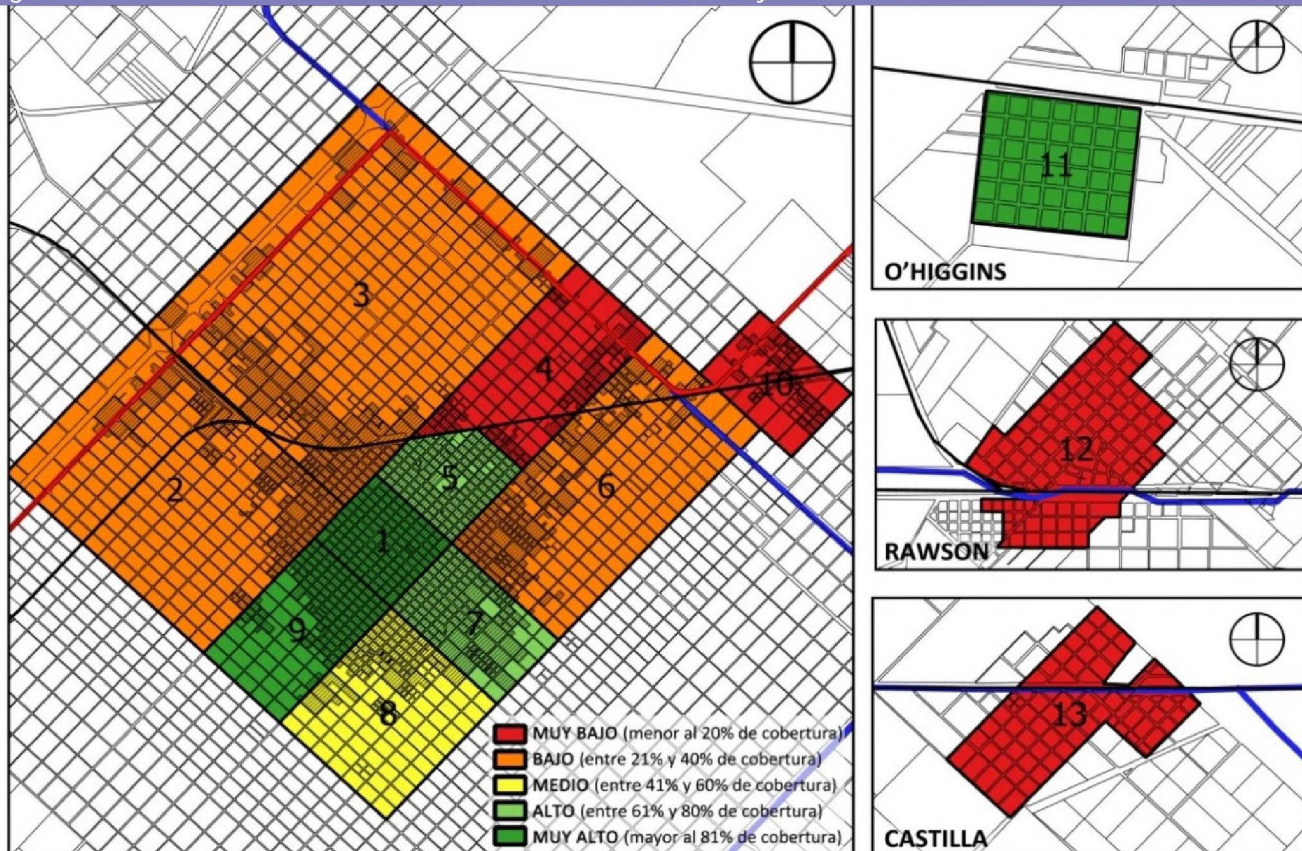 3
4
10
2
5
6
1
9
7
8
MUY BAJO (menor al 20% de cobertura)
BAJO (entre 21% y 40% de cobertura)
MEDIO (entre 41% y 60% de cobertura)
ALTO (entre 61% y 80% de cobertura)
MUY ALTO (mayor al 81% de cobertura)
11
O'HIGGINS
12
RAWSON
13
CASTILLA